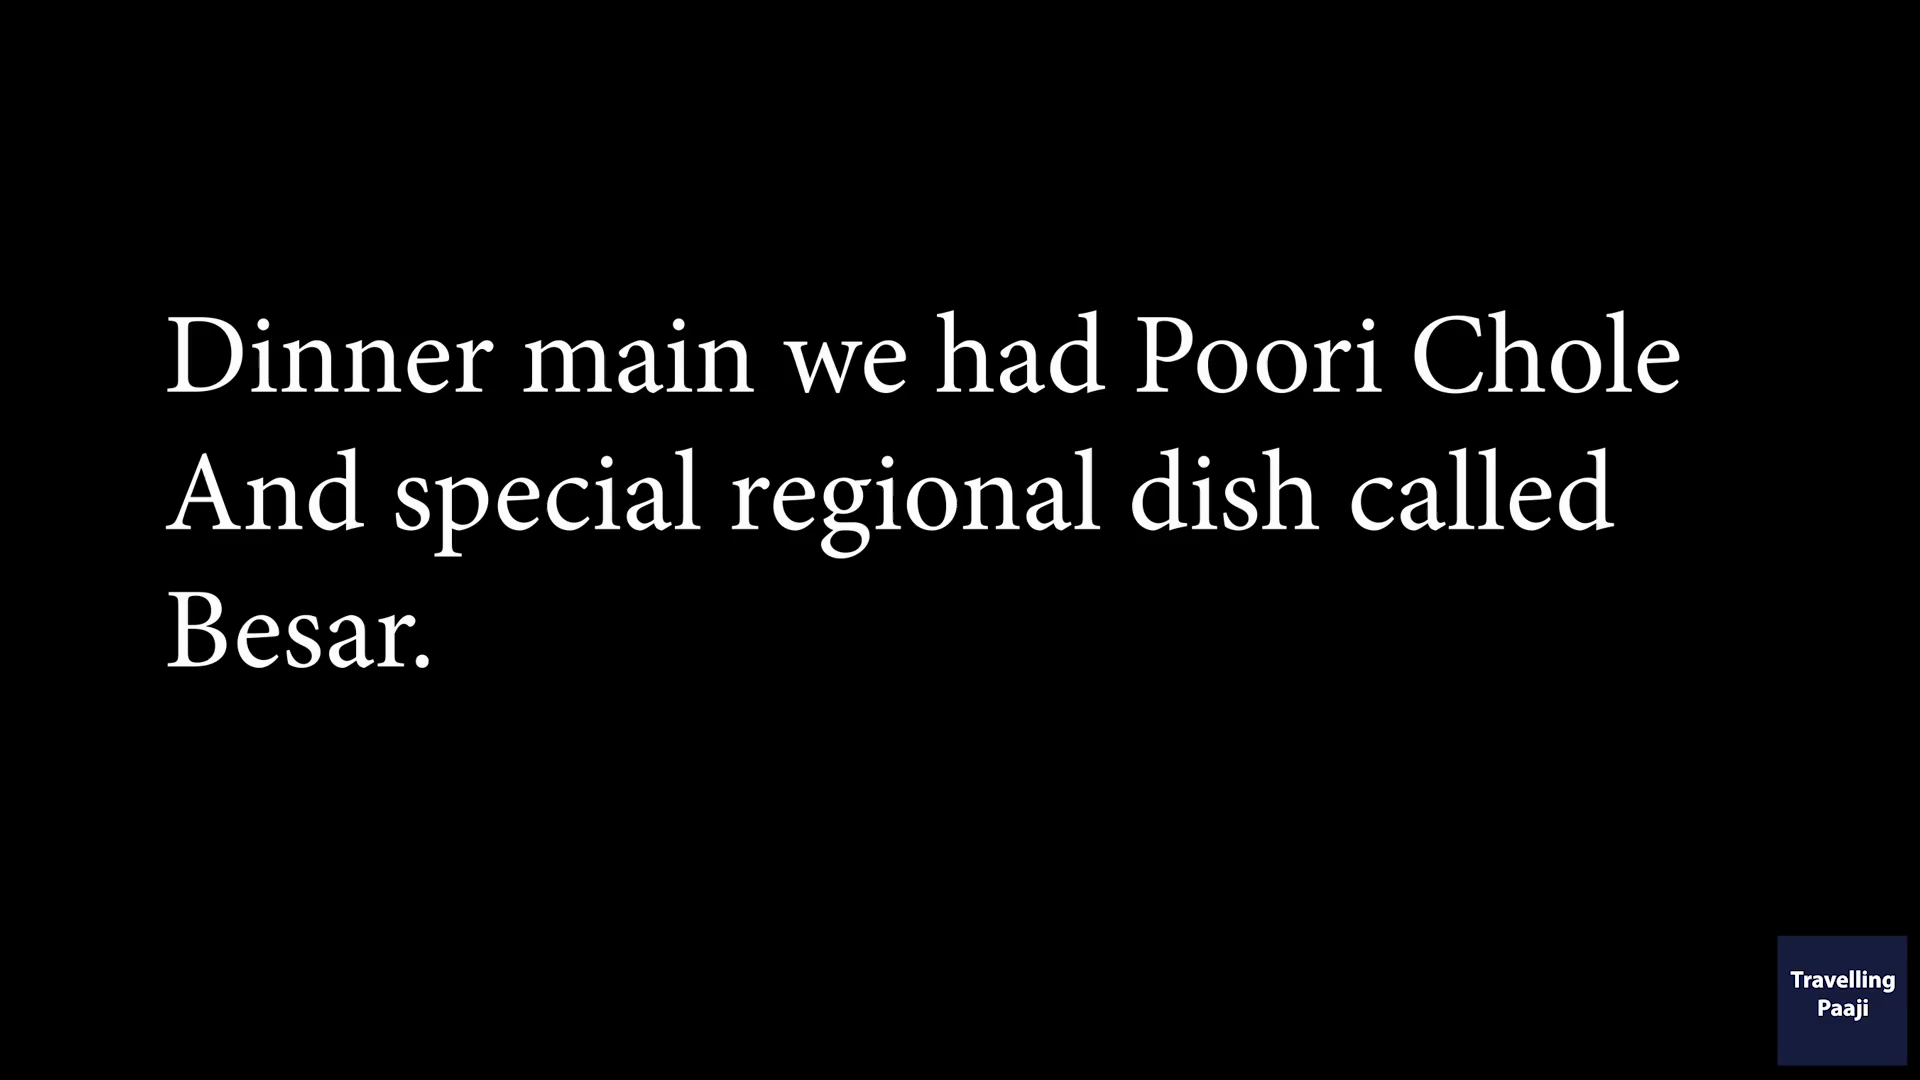 Dinner main we had Poori Chole
And special regional dish called
Besar.
Travelling
Paaji